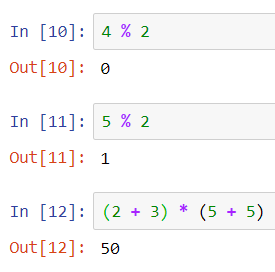 In [10]: 4 % 2
Out[10]: 0
In [11]: 5 % 2
Out[11]: 1
In [12]: (2 + 3) * (5 + 5)
Out[12]: 50